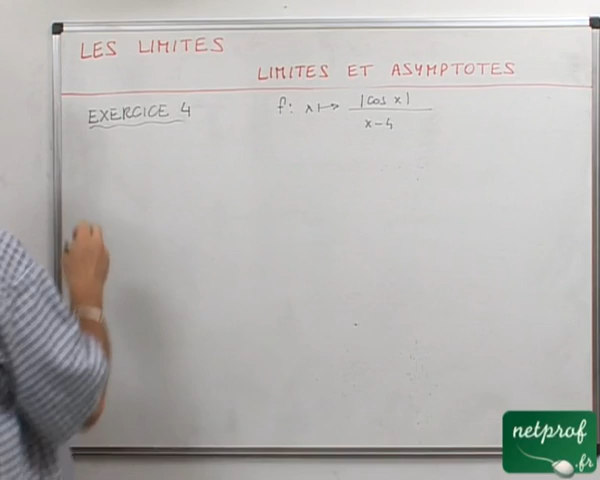 LES LIMITES
LIMITES ET ASYMPTOTES
EXERCICE 4
f: x ↦ |cos x|
x-4
netprof
.fr